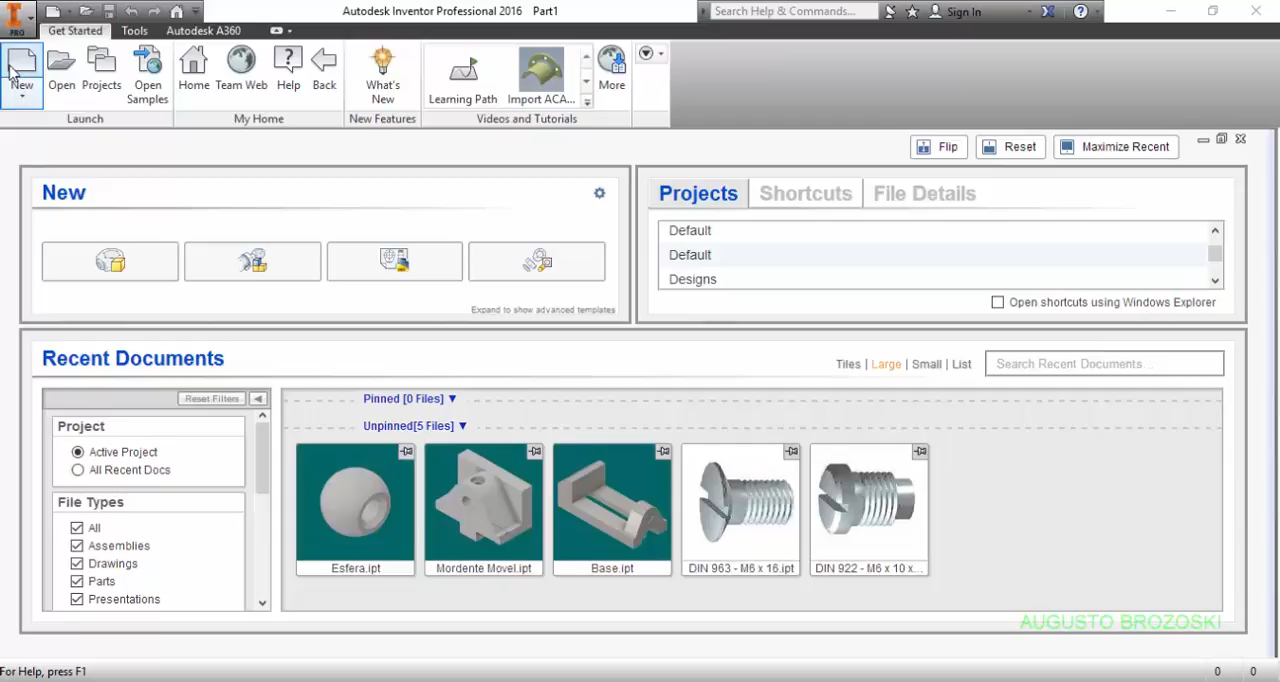 Autodesk Inventor Professional 2016 Part1
Search Help & Commands...
Sign In
PRO
Get Started Tools Autodesk A360
New Open Projects Open Samples Home Team Web Help Back What's New Learning Path Import ACA... More
Launch My Home New Features Videos and Tutorials
Flip Reset Maximize Recent
New
Expand to show advanced templates
Projects Shortcuts File Details
Default
Default
Designs
Open shortcuts using Windows Explorer
Recent Documents
Tiles | Large | Small | List
Search Recent Documents...
Reset Filters
Project
Active Project
All Recent Docs
File Types
All
Assemblies
Drawings
Parts
Presentations
Pinned [0 Files]
Unpinned[5 Files]
Esfera.ipt Mordente Movel.ipt Base.ipt DIN 963 - M6 x 16.ipt DIN 922 - M6 x 10 x...
AUGUSTO BROZOSKI
For Help, press F1
0 0